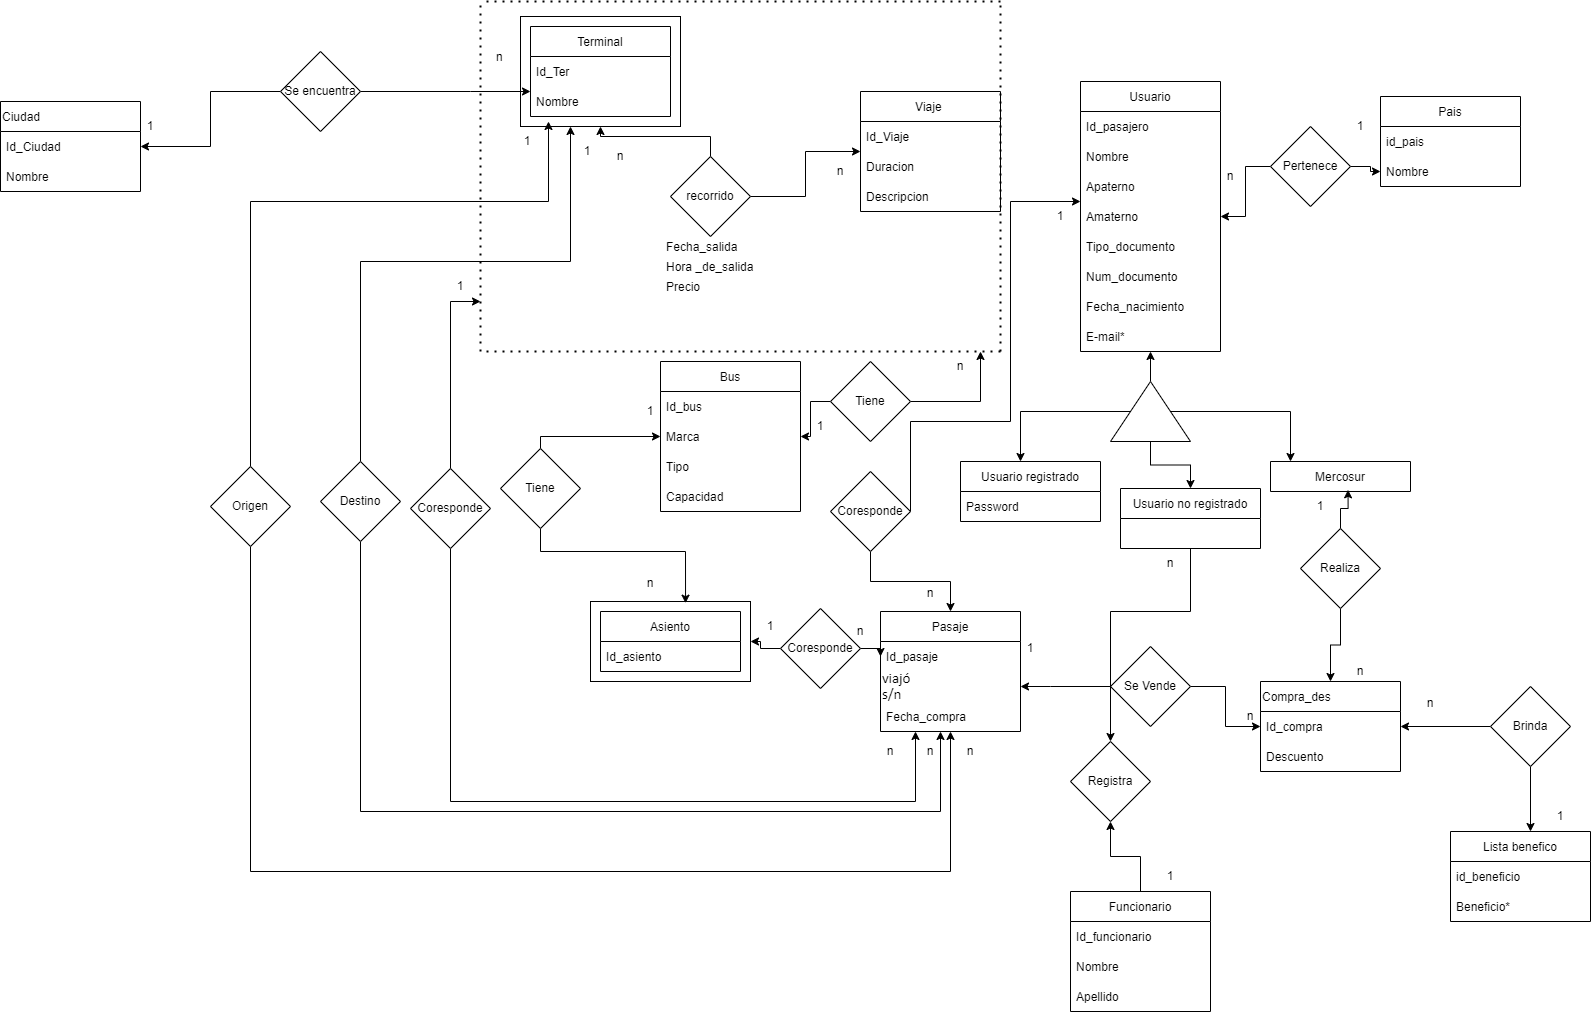 Ciudad
Id_Ciudad
Nombre
1
Se encuentra
n
Terminal
Id_Ter
Nombre
1
1
n
recorrido
Fecha_salida
Hora _de_salida
Precio
n
Viaje
Id_Viaje
Duracion
Descripcion
1
Usuario
Id_pasajero
Nombre
Apaterno
Amaterno
Tipo_documento
Num_documento
Fecha_nacimiento
E-mail*
n
Pertenece
1
Pais
id_pais
Nombre
1
n
Bus
Id_bus
Marca
Tipo
Capacidad
1
1
Tiene
Tiene
Origen
Destino
Coresponde
Coresponde
Usuario registrado
Password
Usuario no registrado
Mercosur
1
n
Realiza
n
n
n
Asiento
Id_asiento
1
Coresponde
n
Pasaje
Id_pasaje
viajó
s/n
Fecha_compra
1
Se Vende
n
n
Compra_des
Id_compra
Descuento
n
Brinda
n
n
n
Registra
1
Lista benefico
id_beneficio
Beneficio*
1
Funcionario
Id_funcionario
Nombre
Apellido